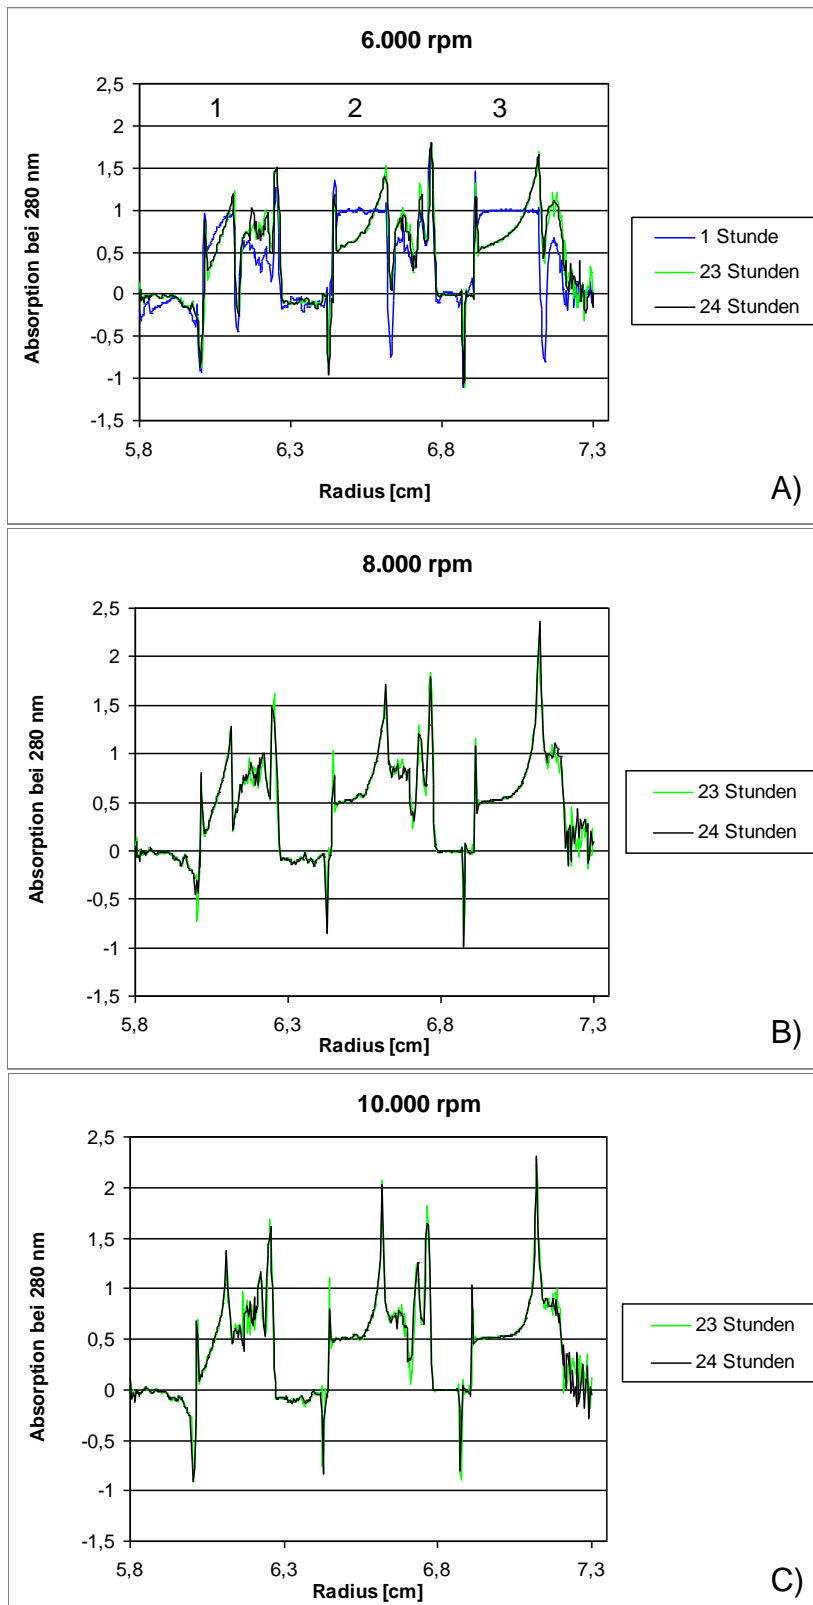 6.000 rpm
2,5
2
1,5
1
0,5
0
-0,5
-1
-1,5
1 2 3
5,8 6,3 6,8 7,3
Absorption bei 280 nm
Radius [cm]
1 Stunde
23 Stunden
24 Stunden
A)
8.000 rpm
2,5
2
1,5
1
0,5
0
-0,5
-1
-1,5
5,8 6,3 6,8 7,3
Absorption bei 280 nm
Radius [cm]
23 Stunden
24 Stunden
B)
10.000 rpm
2,5
2
1,5
1
0,5
0
-0,5
-1
-1,5
5,8 6,3 6,8 7,3
Absorption bei 280 nm
Radius [cm]
23 Stunden
24 Stunden
C)